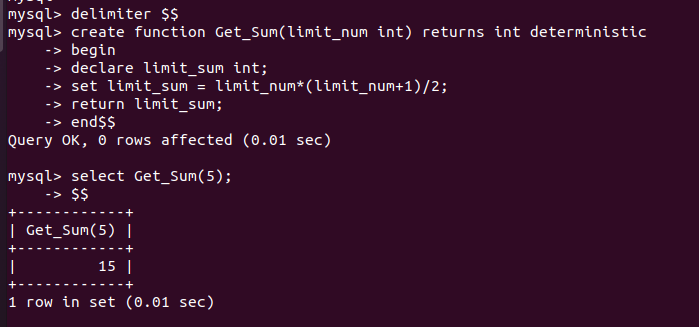 mysql> delimiter $$
mysql> create function Get_Sum(limit_num int) returns int deterministic
    -> begin
    -> declare limit_sum int;
    -> set limit_sum = limit_num*(limit_num+1)/2;
    -> return limit_sum;
    -> end$$
Query OK, 0 rows affected (0.01 sec)

mysql> select Get_Sum(5);
    -> $$
+------------+
| Get_Sum(5) |
+------------+
|         15 |
+------------+
1 row in set (0.01 sec)